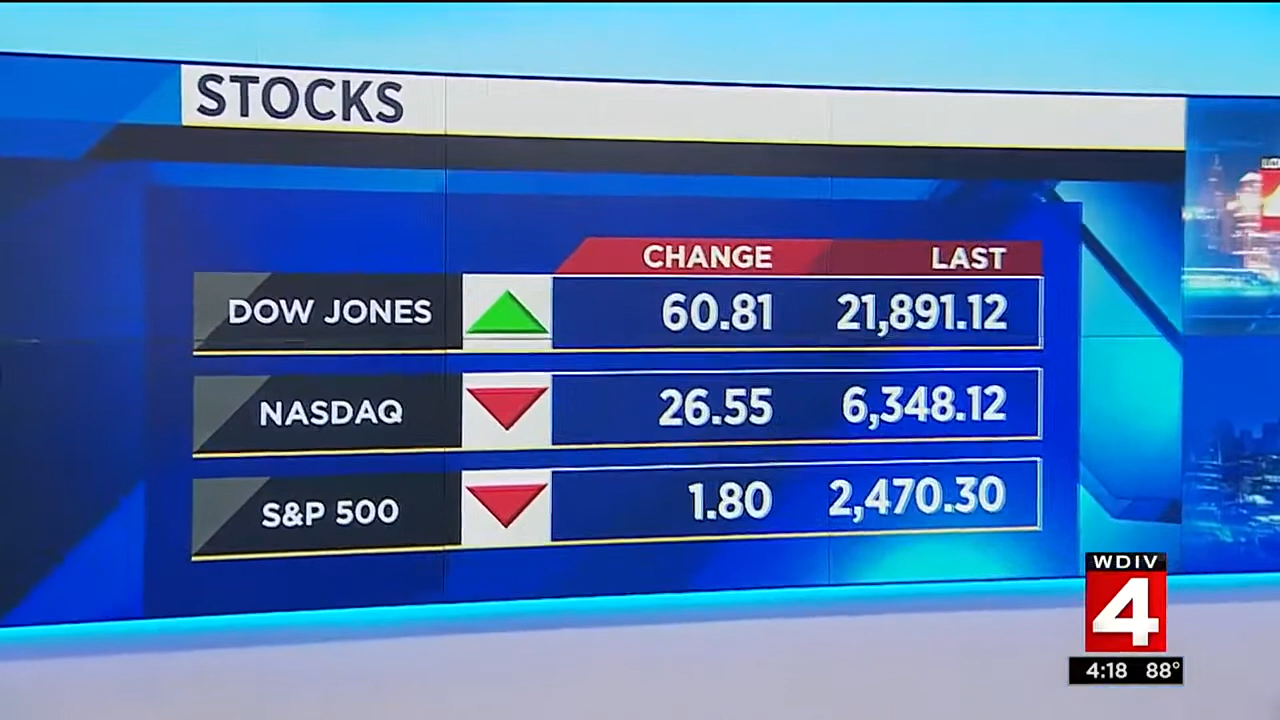 STOCKS
CHANGE LAST
DOW JONES 60.81 21,891.12
NASDAQ 26.55 6,348.12
S&P 500 1.80 2,470.30
WDIV
4
4:18 88°